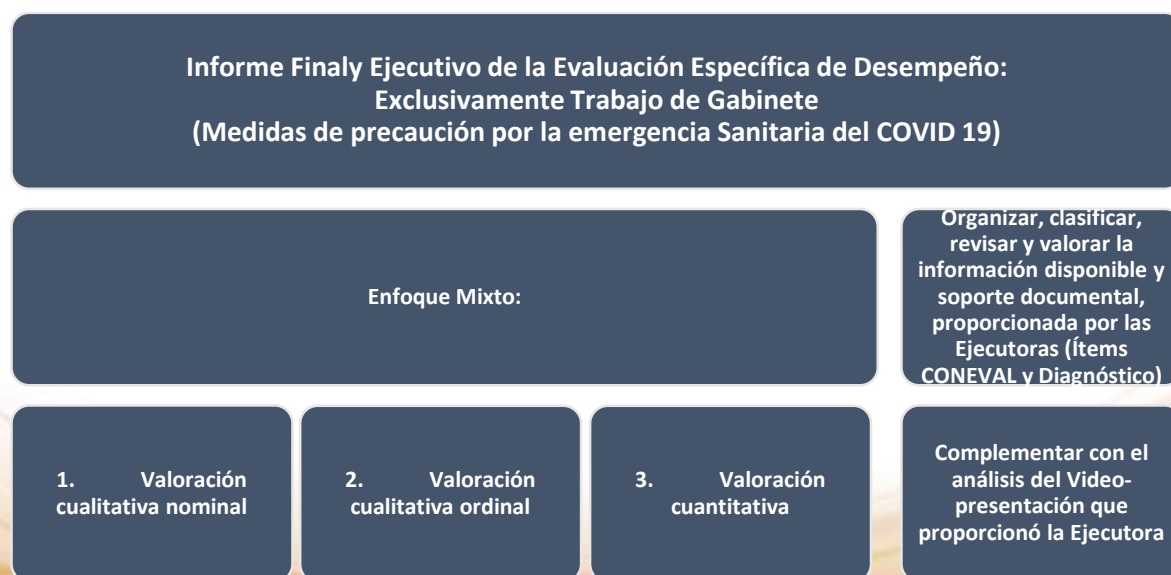 Informe Finaly Ejecutivo de la Evaluación Específica de Desempeño:
Exclusivamente Trabajo de Gabinete
(Medidas de precaución por la emergencia Sanitaria del COVID 19)
Enfoque Mixto:
Organizar, clasificar,
revisar y valorar la
información disponible y
soporte documental,
proporcionada por las
Ejecutoras (Ítems
CONEVAL y Diagnóstico)
1. Valoración
cualitativa nominal
2. Valoración
cualitativa ordinal
3. Valoración
cuantitativa
Complementar con el
análisis del Video-
presentación que
proporcionó la Ejecutora